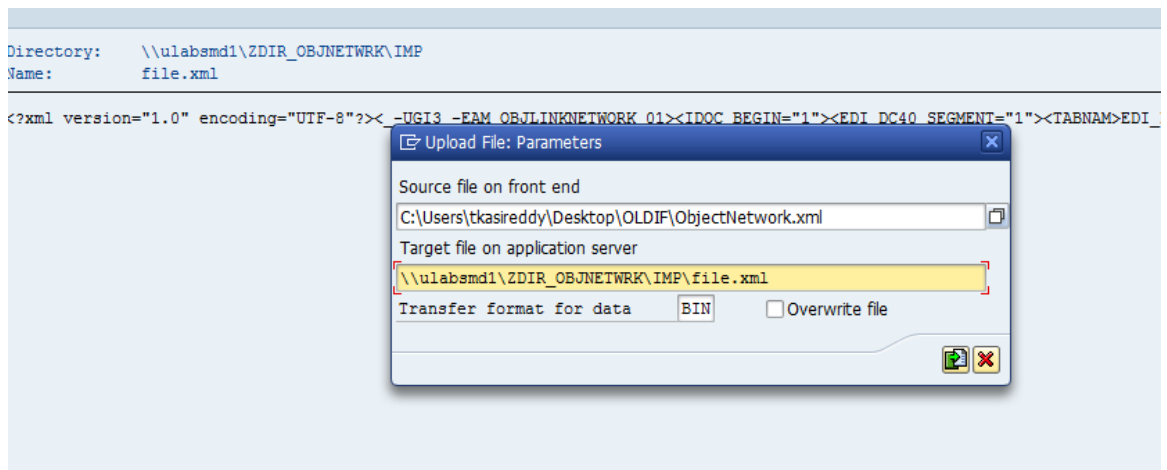 Directory: \\ulabsmd1\ZDIR_OBJNETWRK\IMP
Name: file.xml
<?xml version="1.0" encoding="UTF-8"?><_-UGI3_-EAM_OBJLINKNETWORK_01><IDOC BEGIN="1"><EDI_DC40 SEGMENT="1"><TABNAM>EDI_
Upload File: Parameters
Source file on front end
C:\Users\tkasireddy\Desktop\OLDIF\ObjectNetwork.xml
Target file on application server
\\ulabsmd1\ZDIR_OBJNETWRK\IMP\file.xml
Transfer format for data BIN Overwrite file